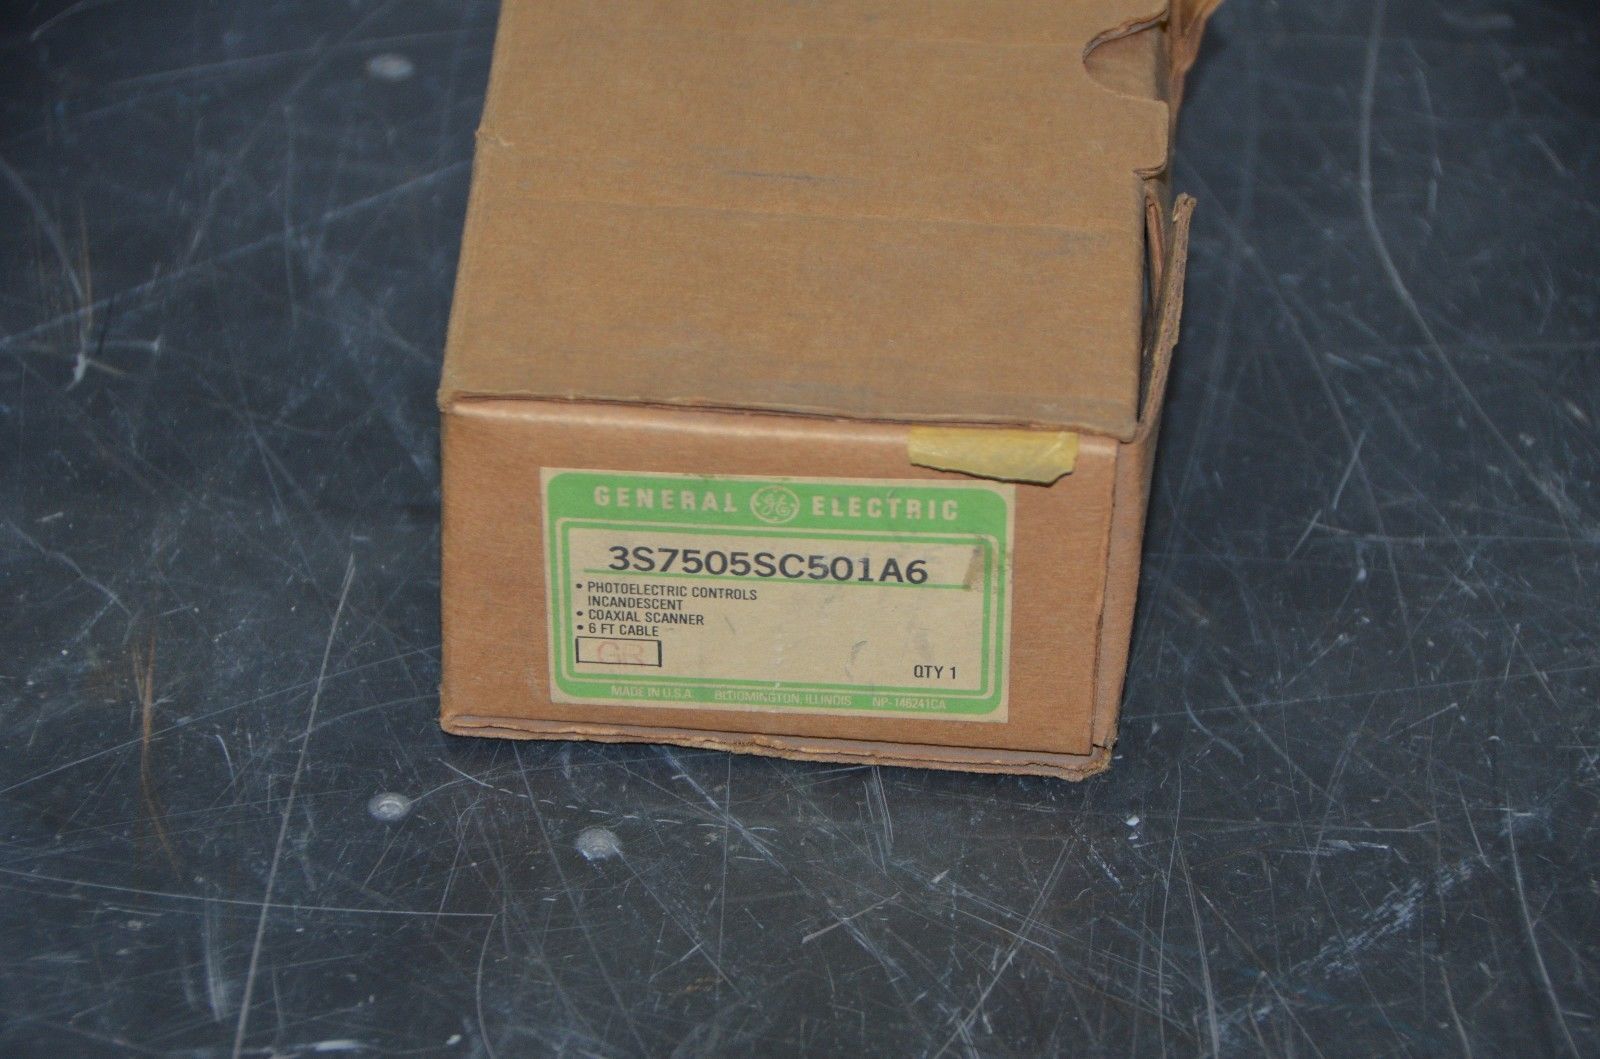 GENERAL GE ELECTRIC
3S7505SC501A6
• PHOTOELECTRIC CONTROLS
INCANDESCENT
• COAXIAL SCANNER
• 6 FT CABLE
GR
QTY 1
MADE IN U.S.A. BLOOMINGTON, ILLINOIS NP-146241CA